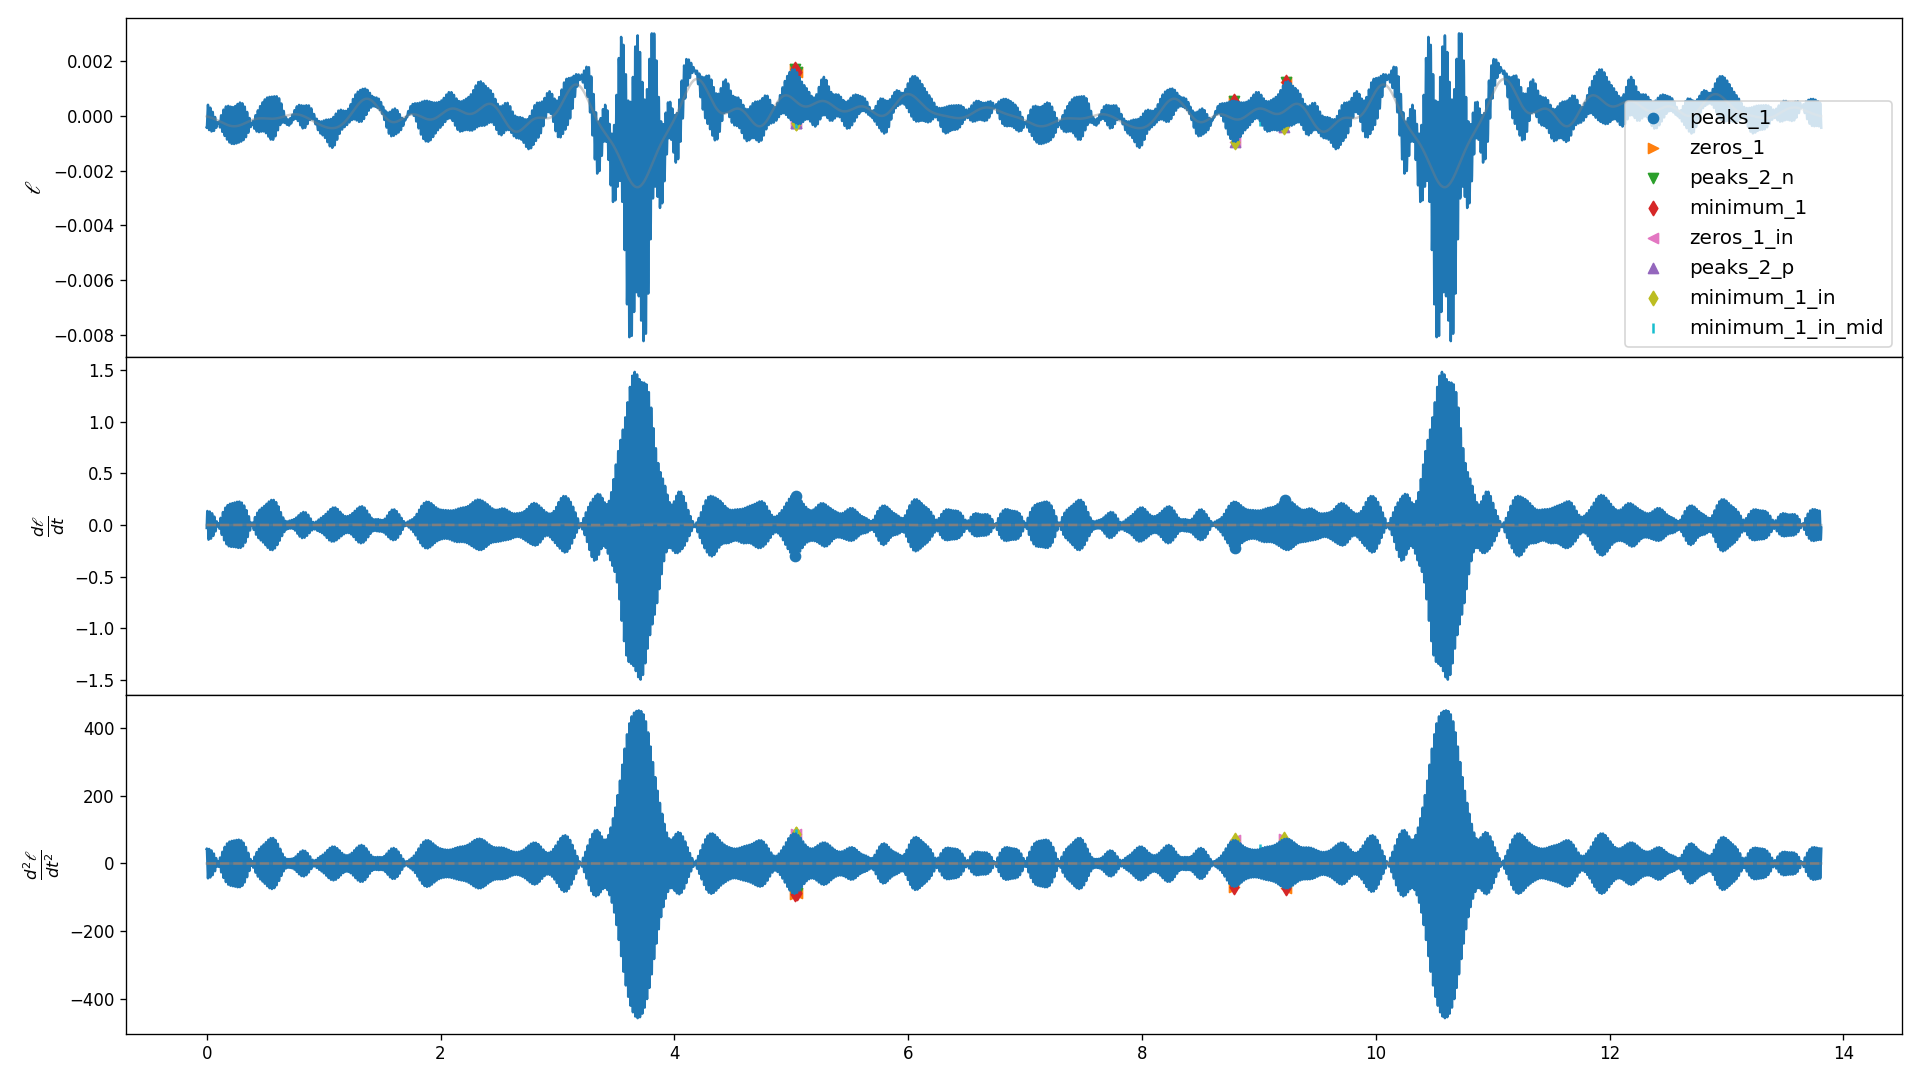 0.002
0.000
−0.002
−0.004
−0.006
−0.008
ℓ
peaks_1
zeros_1
peaks_2_n
minimum_1
zeros_1_in
peaks_2_p
minimum_1_in
minimum_1_in_mid
1.5
1.0
0.5
0.0
−0.5
−1.0
−1.5
dℓ
dt
400
200
0
−200
−400
d²ℓ
dt²
0 2 4 6 8 10 12 14